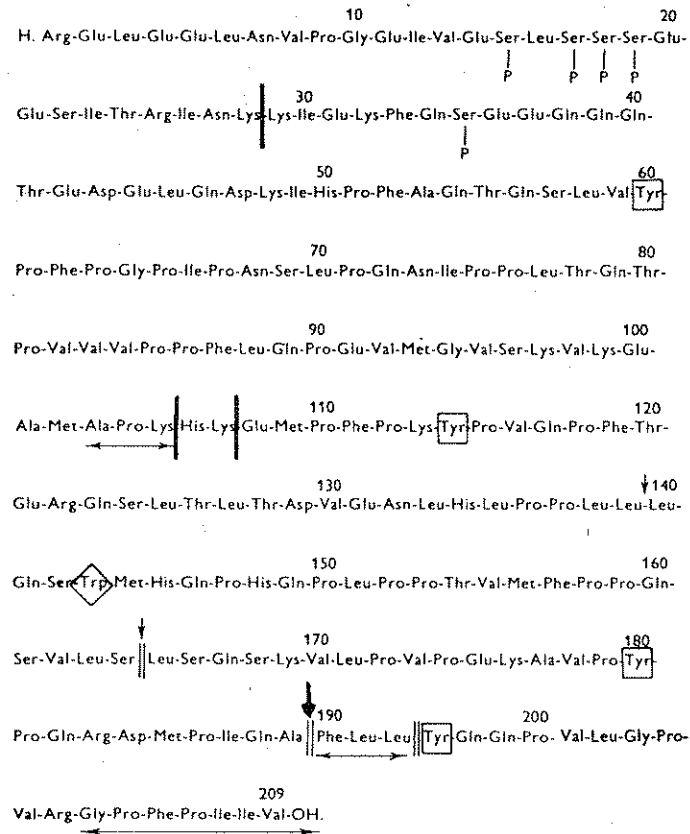 10 20
H. Arg-Glu-Leu-Glu-Glu-Leu-Asn-Val-Pro-Gly-Glu-Ile-Val-Glu-Ser-Leu-Ser-Ser-Ser-Glu-
P P P P
30 40
Glu-Ser-Ile-Thr-Arg-Ile-Asn-Lys-Lys-Ile-Glu-Lys-Phe-Gln-Ser-Glu-Glu-Gln-Gln-Gln-
P
50 60
Thr-Glu-Asp-Glu-Leu-Gln-Asp-Lys-Ile-His-Pro-Phe-Ala-Gln-Thr-Gln-Ser-Leu-Val-Tyr-
70 80
Pro-Phe-Pro-Gly-Pro-Ile-Pro-Asn-Ser-Leu-Pro-Gln-Asn-Ile-Pro-Pro-Leu-Thr-Gln-Thr-
90 100
Pro-Val-Val-Val-Pro-Pro-Phe-Leu-Gln-Pro-Glu-Val-Met-Gly-Val-Ser-Lys-Val-Lys-Glu-
110 120
Ala-Met-Ala-Pro-Lys-His-Lys-Glu-Met-Pro-Phe-Pro-Lys-Tyr-Pro-Val-Gln-Pro-Phe-Thr-
130 140
Glu-Arg-Gln-Ser-Leu-Thr-Leu-Thr-Asp-Val-Glu-Asn-Leu-His-Leu-Pro-Pro-Leu-Leu-Leu-
150 160
Gln-Ser-Trp-Met-His-Gln-Pro-His-Gln-Pro-Leu-Pro-Pro-Thr-Val-Met-Phe-Pro-Pro-Gln-
170 180
Ser-Val-Leu-Ser-Leu-Ser-Gln-Ser-Lys-Val-Leu-Pro-Val-Pro-Glu-Lys-Ala-Val-Pro-Tyr-
190 200
Pro-Gln-Arg-Asp-Met-Pro-Ile-Gln-Ala-Phe-Leu-Leu-Tyr-Gln-Gln-Pro-Val-Leu-Gly-Pro-
209
Val-Arg-Gly-Pro-Phe-Pro-Ile-Ile-Val-OH.